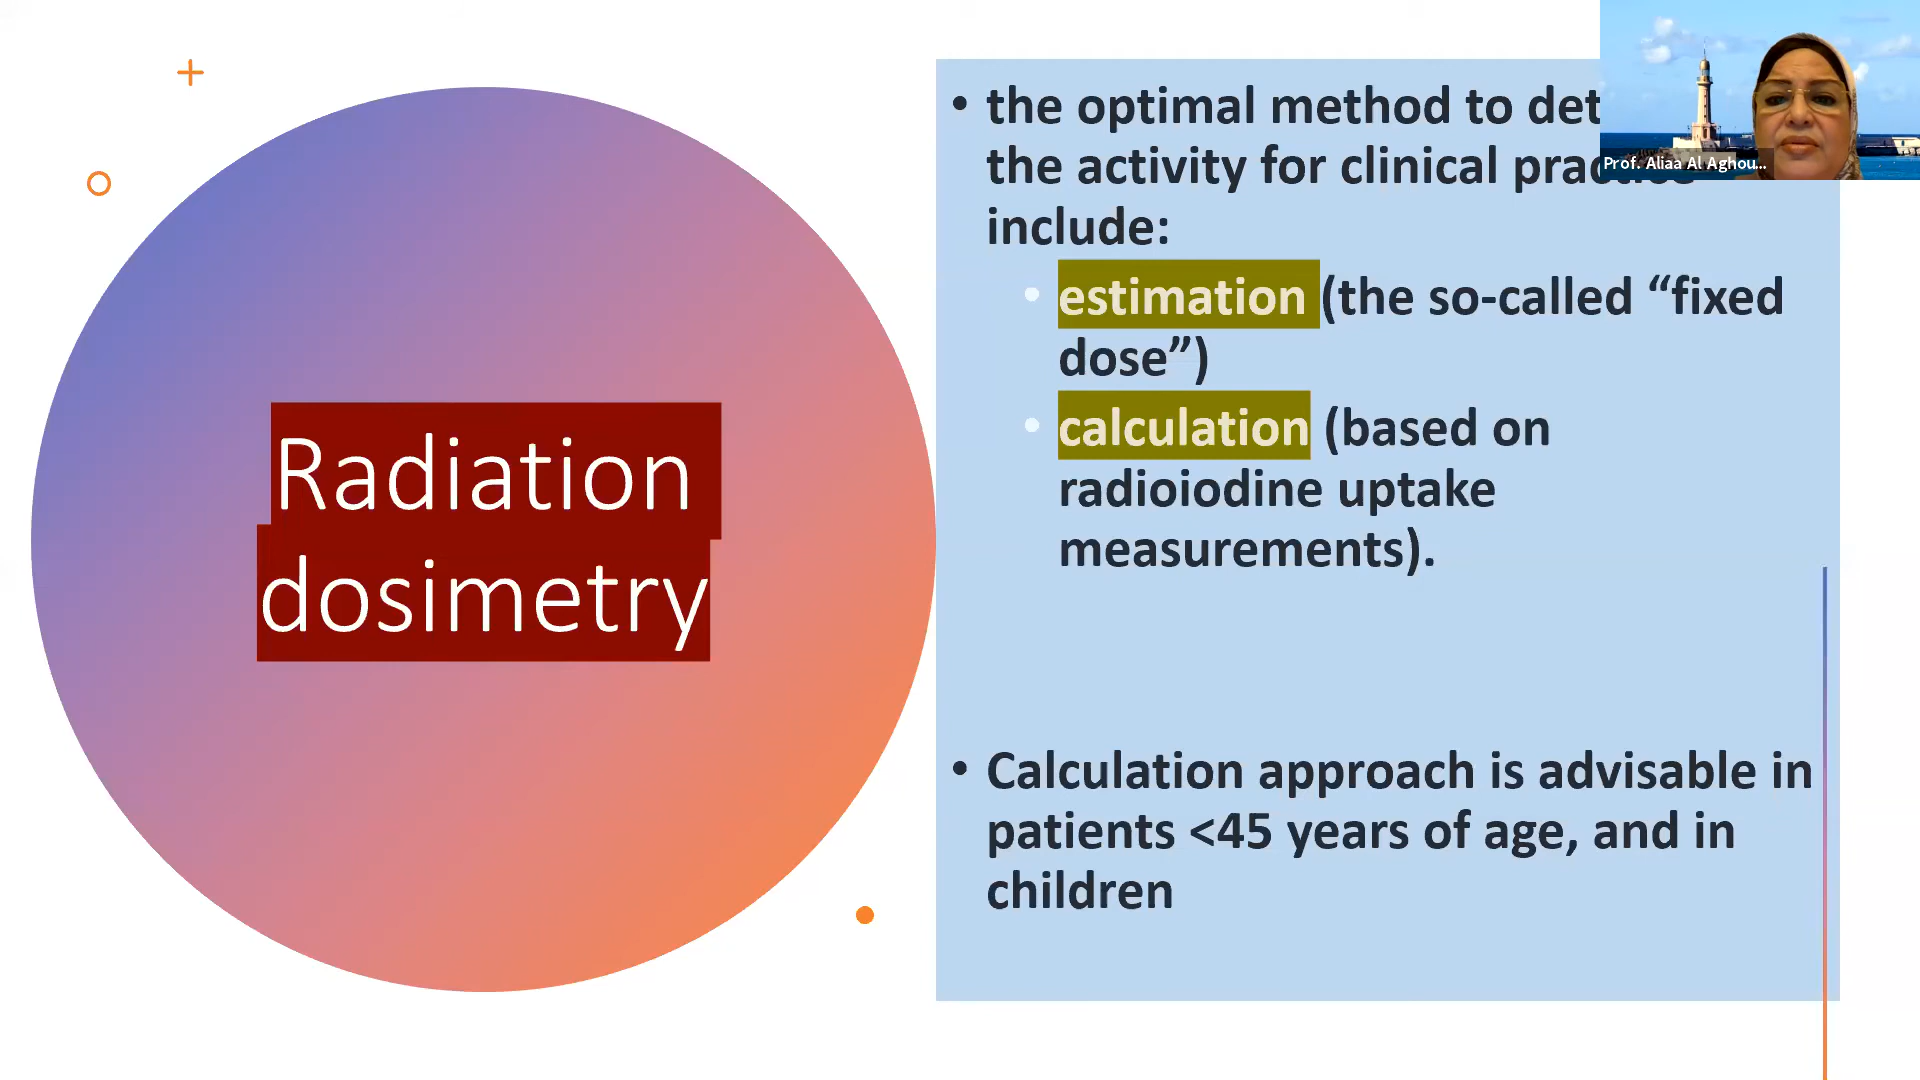 Radiation
dosimetry
• the optimal method to det
the activity for clinical practice
include:
• estimation (the so-called “fixed
dose”)
• calculation (based on
radioiodine uptake
measurements).
• Calculation approach is advisable in
patients <45 years of age, and in
children
Prof. Aliaa Al Aghou...